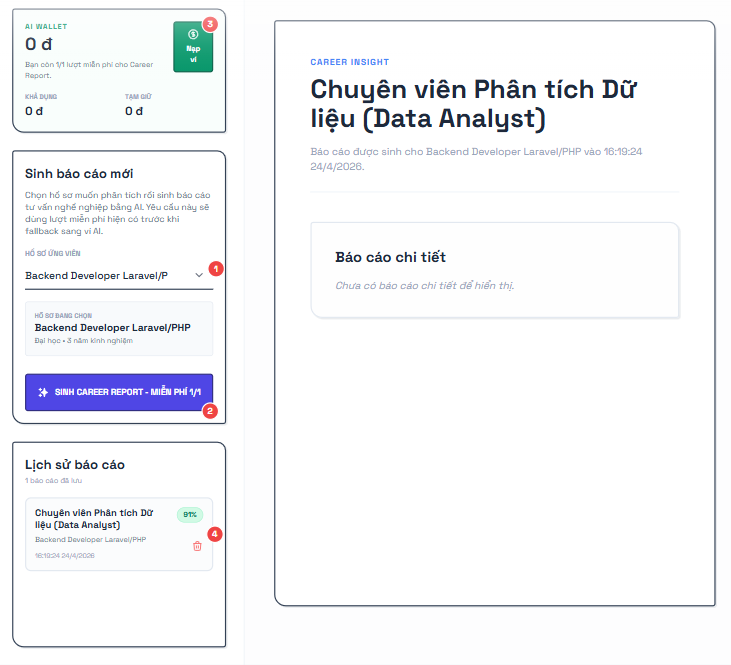 AI WALLET
0 đ
Bạn còn 1/1 lượt miễn phí cho Career
Report.
3
Nạp
ví
KHẢ DỤNG
TẠM GIỮ
0 đ
0 đ
Sinh báo cáo mới
Chọn hồ sơ muốn phân tích rồi sinh báo cáo
tư vấn nghề nghiệp bằng AI. Yêu cầu này sẽ
dùng lượt miễn phí hiện có trước khi
fallback sang ví AI.
HỒ SƠ ỨNG VIÊN
Backend Developer Laravel/P
1
HỒ SƠ ĐANG CHỌN
Backend Developer Laravel/PHP
Đại học • 3 năm kinh nghiệm
SINH CAREER REPORT - MIỄN PHÍ 1/1
2
Lịch sử báo cáo
1 báo cáo đã lưu
Chuyên viên Phân tích Dữ
liệu (Data Analyst)
91%
Backend Developer Laravel/PHP
4
16:19:24 24/4/2026
CAREER INSIGHT
Chuyên viên Phân tích Dữ
liệu (Data Analyst)
Báo cáo được sinh cho Backend Developer Laravel/PHP vào 16:19:24
24/4/2026.
Báo cáo chi tiết
Chưa có báo cáo chi tiết để hiển thị.